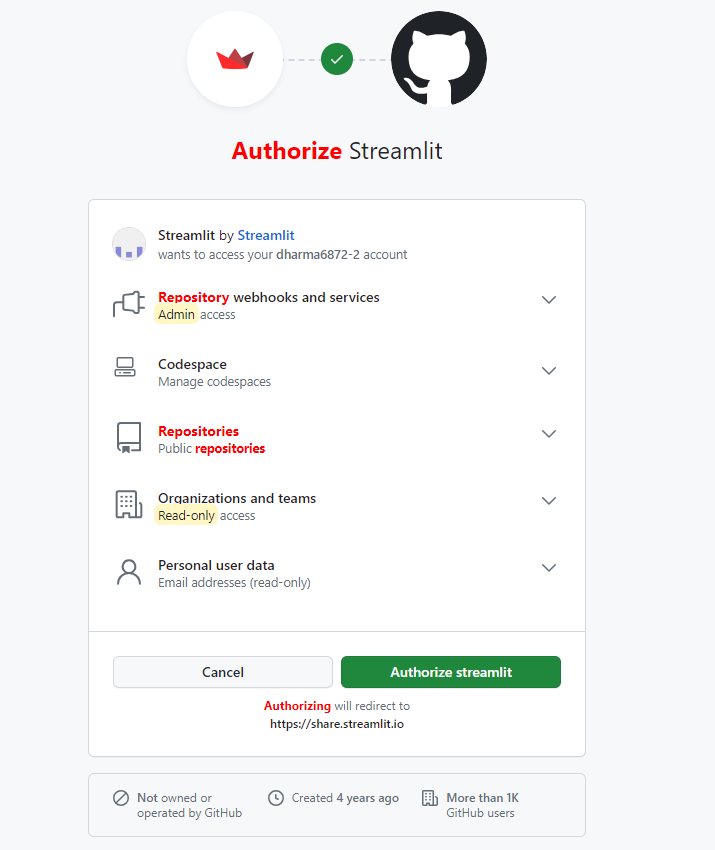 Authorize Streamlit
Streamlit by Streamlit
wants to access your dharma6872-2 account
Repository webhooks and services
Admin access
Codespace
Manage codespaces
Repositories
Public repositories
Organizations and teams
Read-only access
Personal user data
Email addresses (read-only)
Cancel
Authorize streamlit
Authorizing will redirect to
https://share.streamlit.io
Not owned or
operated by GitHub
Created 4 years ago
More than 1K
GitHub users